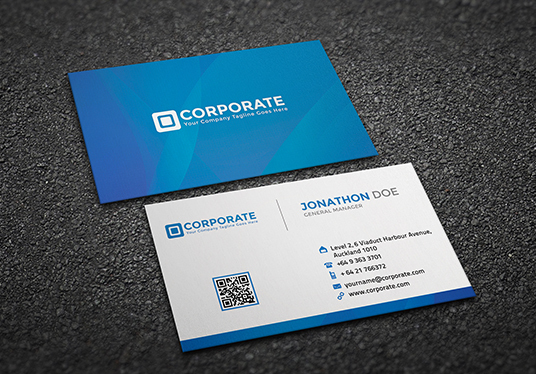 CORPORATE
Your Company Tagline Goes Here
CORPORATE
Your Company Tagline Goes Here
JONATHON DOE
GENERAL MANAGER
Level 2, 6 Viaduct Harbour Avenue,
Auckland 1010
+64 9 363 3701
+ 64 21 766372
yourname@corporate.com
www.corporate.com